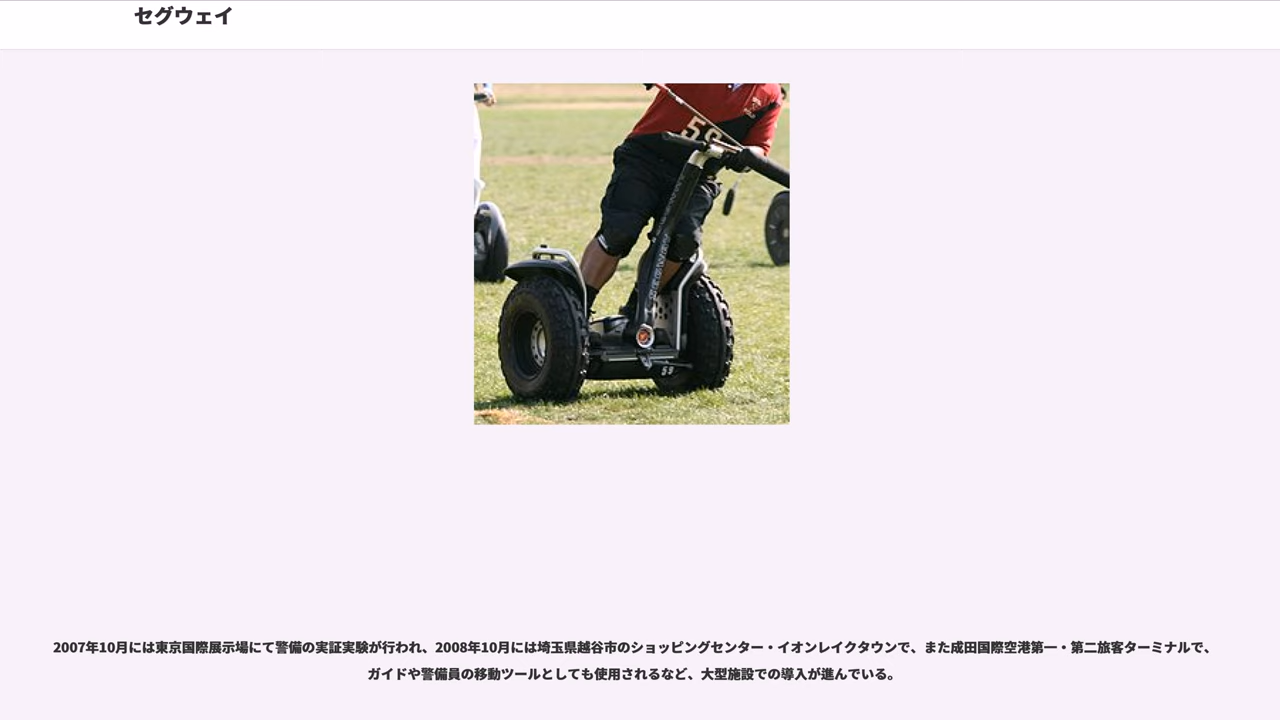 セグウェイ
59
SEGWAY
59
2007年10月には東京国際展示場にて警備の実証実験が行われ、2008年10月には埼玉県越谷市のショッピングセンター・イオンレイクタウンで、また成田国際空港第一・第二旅客ターミナルで、
ガイドや警備員の移動ツールとしても使用されるなど、大型施設での導入が進んでいる。